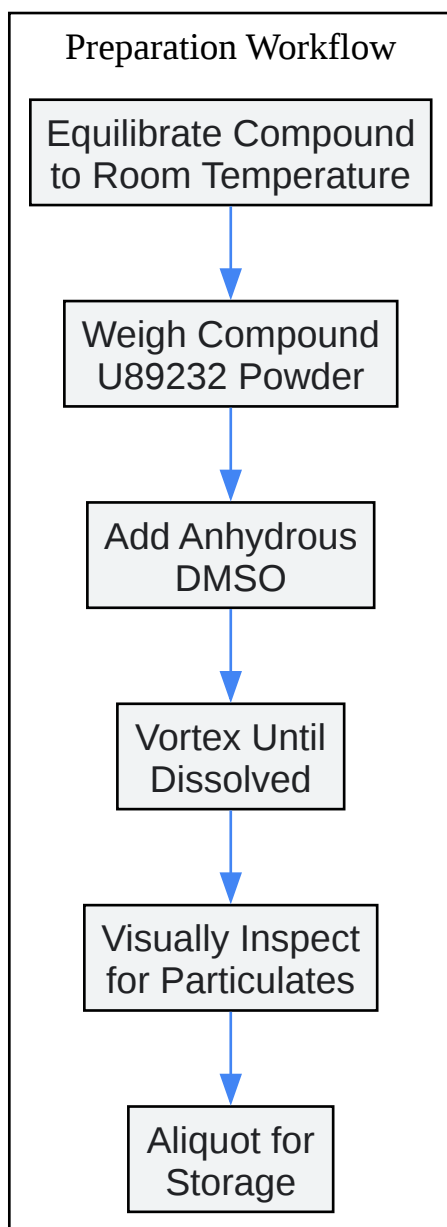 Preparation Workflow
Equilibrate Compound
to Room Temperature
Weigh Compound
U89232 Powder
Add Anhydrous
DMSO
Vortex Until
Dissolved
Visually Inspect
for Particulates
Aliquot for
Storage